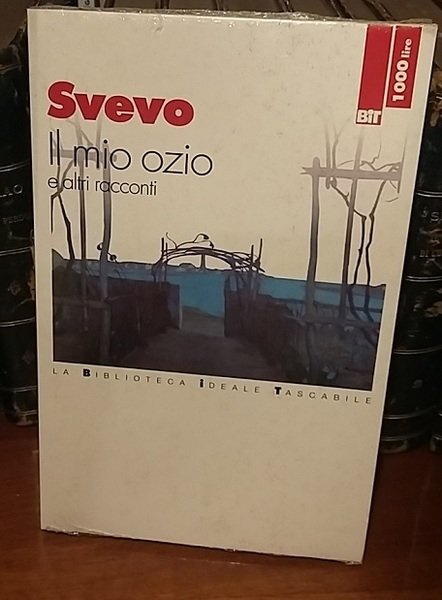 Svevo
Il mio ozio
e altri racconti
BIT
1000 lire
LA BIBLIOTECA IDEALE TASCABILE